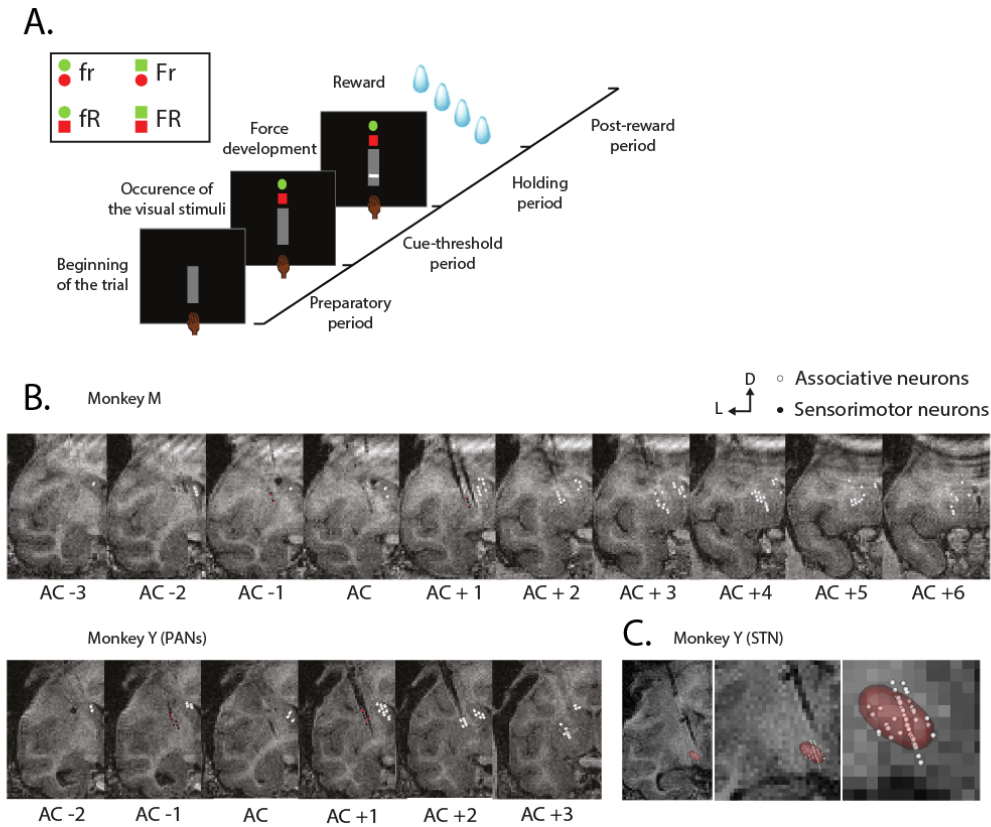 A.
fr
Fr
fR
FR
Reward
Force
development
Occurence of
the visual stimuli
Beginning
of the trial
Post-reward
period
Holding
period
Cue-threshold
period
Preparatory
period
B.
Monkey M
D
L
Associative neurons
Sensorimotor neurons
AC -3
AC -2
AC -1
AC
AC + 1
AC + 2
AC + 3
AC +4
AC +5
AC +6
Monkey Y (PANs)
AC -2
AC -1
AC
AC +1
AC +2
AC +3
C.
Monkey Y (STN)